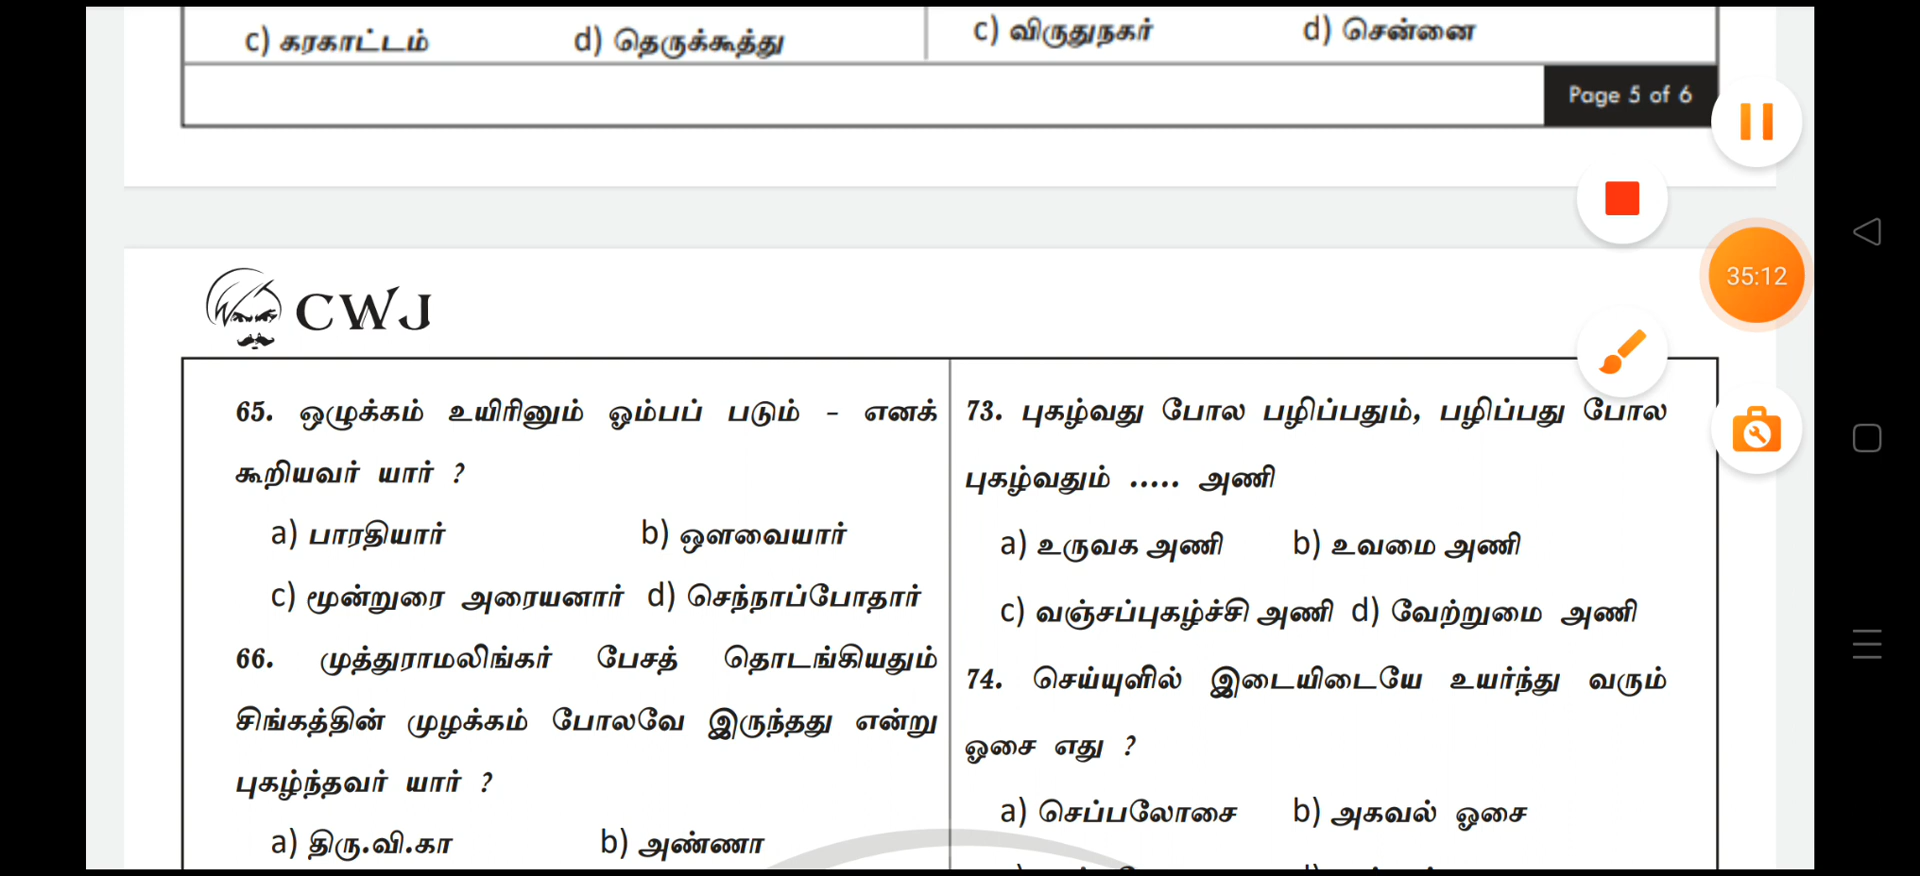 c) கரகாட்டம் d) தெருக்கூத்து
c) விருதுநகர் d) சென்னை
Page 5 of 6
35:12
CWJ
65. ஒழுக்கம் உயிரினும் ஓம்பப் படும் - எனக்
கூறியவர் யார் ?
a) பாரதியார் b) ஔவையார்
c) மூன்றுரை அரையனார் d) செந்நாப்போதார்
66. முத்துராமலிங்கர் பேசத் தொடங்கியதும்
சிங்கத்தின் முழக்கம் போலவே இருந்தது என்று
புகழ்ந்தவர் யார் ?
a) திரு.வி.கா b) அண்ணா
73. புகழ்வது போல பழிப்பதும், பழிப்பது போல
புகழ்வதும் ..... அணி
a) உருவக அணி b) உவமை அணி
c) வஞ்சப்புகழ்ச்சி அணி d) வேற்றுமை அணி
74. செய்யுளில் இடையிடையே உயர்ந்து வரும்
ஓசை எது ?
a) செப்பலோசை b) அகவல் ஓசை